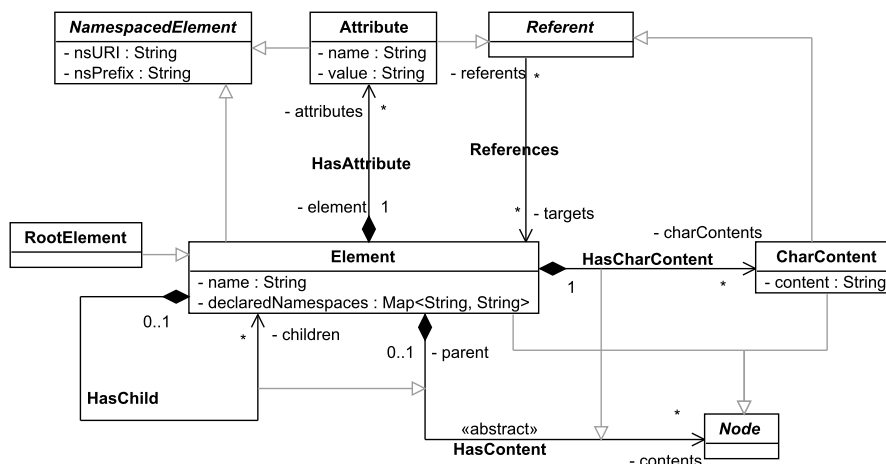 NamespacedElement
- nsURI : String
- nsPrefix : String
Attribute
- name : String
- value : String
Referent
- referents
*
- attributes
*
HasAttribute
References
- element
1
*
- targets
RootElement
Element
- name : String
- declaredNamespaces : Map<String, String>
- charContents
HasCharContent
1
*
CharContent
- content : String
0..1
*
- children
0..1
- parent
HasChild
«abstract»
HasContent
*
- contents
Node